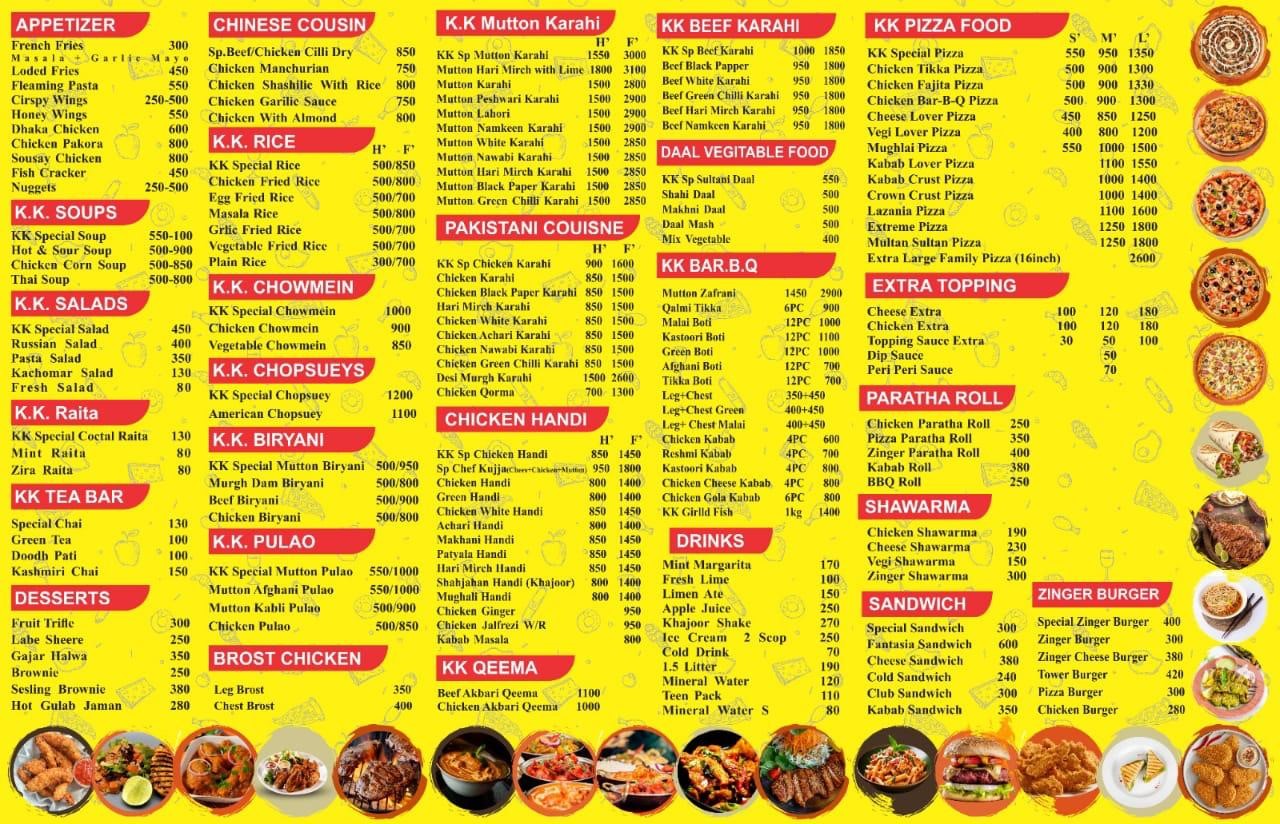 APPETIZER
French Fries 300
Masala + Garlic Mayo
Loded Fries 450
Fleaming Pasta 550
Cirspy Wings 250-500
Honey Wings 550
Dhaka Chicken 600
Chicken Pakora 800
Sousay Chicken 800
Fish Cracker 450
Nuggets 250-500
K.K. SOUPS
KK Special Soup 550-100
Hot & Sour Soup 500-900
Chicken Corn Soup 500-850
Thai Soup 500-800
K.K. SALADS
KK Special Salad 450
Russian Salad 400
Pasta Salad 350
Kachomar Salad 130
Fresh Salad 80
K.K. Raita
KK Special Coctal Raita 130
Mint Raita 80
Zira Raita 80
KK TEA BAR
Special Chai 130
Green Tea 100
Doodh Pati 100
Kashmiri Chai 150
DESSERTS
Fruit Trifle 300
Labe Sheere 250
Gajar Halwa 350
Brownie 250
Sesling Brownie 380
Hot Gulab Jaman 280
CHINESE COUSIN
Sp.Beef/Chicken Cilli Dry 850
Chicken Manchurian 750
Chicken Shashilic With Rice 800
Chicken Garilic Sauce 750
Chicken With Almond 800
K.K. RICE
H' F'
KK Special Rice 500/850
Chicken Fried Rice 500/800
Egg Fried Rice 500/700
Masala Rice 500/800
Grlic Fried Rice 500/700
Vegetable Fried Rice 500/700
Plain Rice 300/700
K.K. CHOWMEIN
KK Special Chowmein 1000
Chicken Chowmein 900
Vegetable Chowmein 850
K.K. CHOPSUEYS
KK Special Chopsuey 1200
American Chopsuey 1100
K.K. BIRYANI
KK Special Mutton Biryani 500/950
Murgh Dam Biryani 500/800
Beef Biryani 500/900
Chicken Biryani 500/800
K.K. PULAO
KK Special Mutton Pulao 550/1000
Mutton Afghani Pulao 550/1000
Mutton Kabli Pulao 500/900
Chicken Pulao 500/850
BROST CHICKEN
Leg Brost 350
Chest Brost 400
K.K Mutton Karahi
H' F'
KK Sp Mutton Karahi 1550 3000
Mutton Hari Mirch with Lime 1800 3100
Mutton Karahi 1500 2800
Mutton Peshwari Karahi 1500 2900
Mutton Lahori 1500 2900
Mutton Namkeen Karahi 1500 2900
Mutton White Karahi 1500 2850
Mutton Nawabi Karahi 1500 2850
Mutton Hari Mirch Karahi 1500 2850
Mutton Black Paper Karahi 1500 2850
Mutton Green Chilli Karahi 1500 2850
PAKISTANI COUISNE
H' F'
KK Sp Chicken Karahi 900 1600
Chicken Karahi 850 1500
Chicken Black Paper Karahi 850 1500
Hari Mirch Karahi 850 1500
Chicken White Karahi 850 1500
Chicken Achari Karahi 850 1500
Chicken Nawabi Karahi 850 1500
Chicken Green Chilli Karahi 850 1500
Desi Murgh Karahi 1500 2600
Chicken Qorma 700 1300
CHICKEN HANDI
H' F'
KK Sp Chicken Handi 850 1450
Sp Chef Kujja(Cheers+Chicken+Mutton) 950 1800
Chicken Handi 800 1400
Green Handi 800 1400
Chicken White Handi 850 1450
Achari Handi 800 1400
Makhani Handi 850 1450
Patyala Handi 850 1450
Hari Mirch Handi 850 1450
Shahjahan Handi (Khajoor) 800 1400
Mughali Handi 800 1400
Chicken Ginger 950
Chicken Jalfrezi W/R 950
Kabab Masala 800
KK QEEMA
Beef Akbari Qeema 1100
Chicken Akbari Qeema 1000
KK BEEF KARAHI
KK Sp Beef Karahi 1000 1850
Beef Black Papper 950 1800
Beef White Karahi 950 1800
Beef Green Chilli Karahi 950 1800
Beef Hari Mirch Karahi 950 1800
Beef Namkeen Karahi 950 1800
DAAL VEGITABLE FOOD
KK Sp Sultani Daal 550
Shahi Daal 500
Makhni Daal 500
Daal Mash 500
Mix Vegetable 400
KK BAR.B.Q
Mutton Zafrani 1450 2900
Qalmi Tikka 6PC 900
Malai Boti 12PC 1000
Kastoori Boti 12PC 1100
Green Boti 12PC 1000
Afghani Boti 12PC 700
Tikka Boti 12PC 700
Leg+Chest 350+450
Leg+Chest Green 400+450
Leg+ Chest Malai 400+450
Chicken Kabab 4PC 600
Reshmi Kabab 4PC 700
Kastoori Kabab 4PC 800
Chicken Cheese Kabab 4PC 800
Chicken Gola Kabab 6PC 800
KK Girlld Fish 1kg 1400
DRINKS
Mint Margarita 170
Fresh Lime 100
Limen Ate 150
Apple Juice 250
Khajoor Shake 270
Ice Cream 2 Scop 250
Cold Drink 70
1.5 Litter 190
Mineral Water 120
Teen Pack 110
Mineral Water S 80
KK PIZZA FOOD
S' M' L'
KK Special Pizza 550 950 1350
Chicken Tikka Pizza 500 900 1300
Chicken Fajita Pizza 500 900 1330
Chicken Bar-B-Q Pizza 500 900 1300
Cheese Lover Pizza 450 850 1250
Vegi Lover Pizza 400 800 1200
Mughlai Pizza 550 1000 1500
Kabab Lover Pizza 1100 1550
Kabab Crust Pizza 1000 1400
Crown Crust Pizza 1000 1400
Lazania Pizza 1100 1600
Extreme Pizza 1250 1800
Multan Sultan Pizza 1250 1800
Extra Large Family Pizza (16inch) 2600
EXTRA TOPPING
Cheese Extra 100 120 180
Chicken Extra 100 120 180
Topping Sauce Extra 30 50 100
Dip Sauce 50
Peri Peri Sauce 70
PARATHA ROLL
Chicken Paratha Roll 250
Pizza Paratha Roll 350
Zinger Paratha Roll 400
Kabab Roll 380
BBQ Roll 250
SHAWARMA
Chicken Shawarma 190
Cheese Shawarma 230
Vegi Shawarma 150
Zinger Shawarma 300
SANDWICH
Special Sandwich 300
Fantasia Sandwich 600
Cheese Sandwich 380
Cold Sandwich 240
Club Sandwich 300
Kabab Sandwich 350
ZINGER BURGER
Special Zinger Burger 400
Zinger Burger 300
Zinger Cheese Burger 380
Tower Burger 420
Pizza Burger 300
Chicken Burger 280